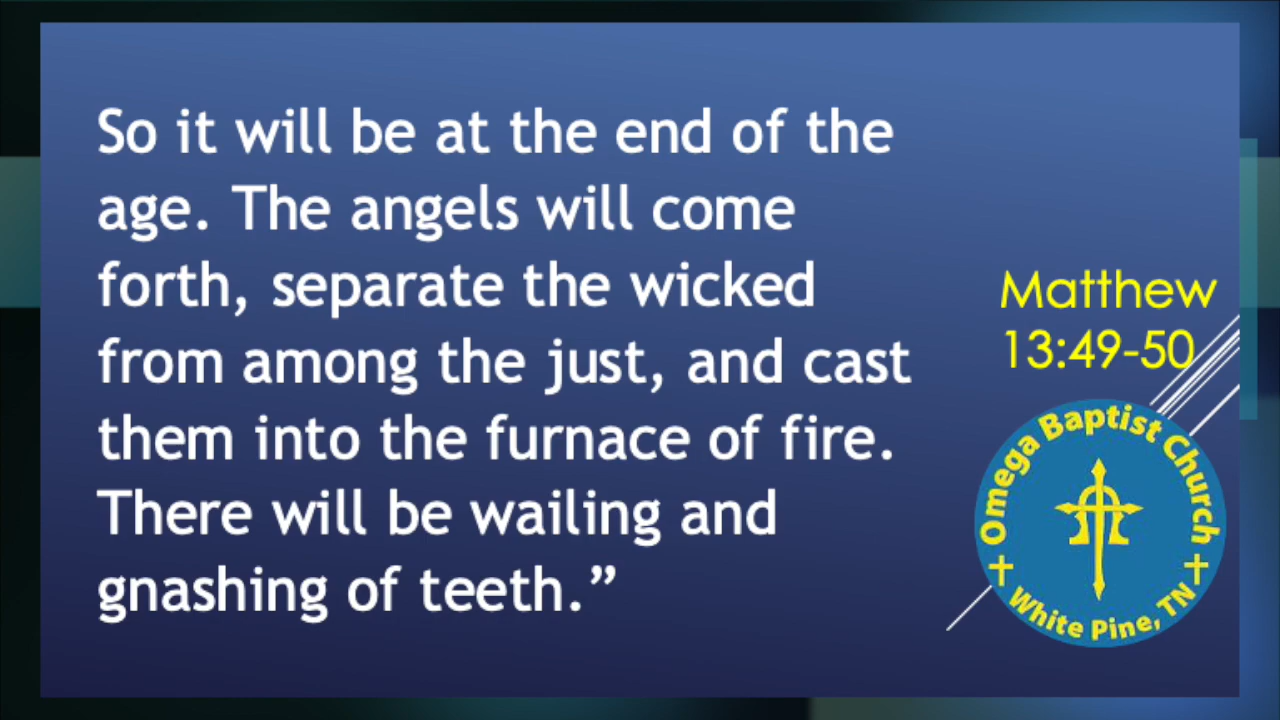 So it will be at the end of the
age. The angels will come
forth, separate the wicked
from among the just, and cast
them into the furnace of fire.
There will be wailing and
gnashing of teeth.”
Matthew
13:49-50
Omega Baptist Church
White Pine, TN